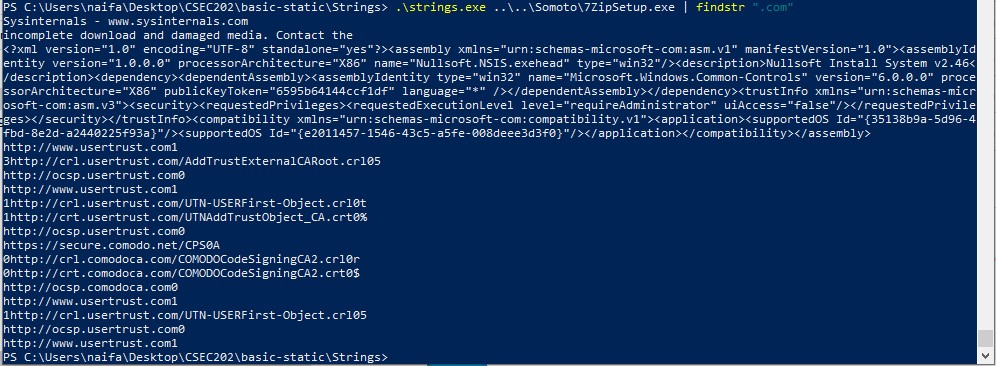 PS C:\Users\naifa\Desktop\CSEC202\basic-static\Strings> .\strings.exe ..\..\Somoto\7ZipSetup.exe | findstr ".com"
Sysinternals - www.sysinternals.com
incomplete download and damaged media. Contact the
<?xml version="1.0" encoding="UTF-8" standalone="yes"?><assembly xmlns="urn:schemas-microsoft-com:asm.v1" manifestVersion="1.0"><assemblyId
entity version="1.0.0.0" processorArchitecture="X86" name="Nullsoft.NSIS.exehead" type="win32"/><description>Nullsoft Install System v2.46<
/description><dependency><dependentAssembly><assemblyIdentity type="win32" name="Microsoft.Windows.Common-Controls" version="6.0.0.0" proce
ssorArchitecture="X86" publicKeyToken="6595b64144ccf1df" language="*" /></dependentAssembly></dependency><trustInfo xmlns="urn:schemas-micr
osoft-com:asm.v3"><security><requestedPrivileges><requestedExecutionLevel level="requireAdministrator" uiAccess="false"/></requestedPrivile
ges></security></trustInfo><compatibility xmlns="urn:schemas-microsoft-com:compatibility.v1"><application><supportedOS Id="{35138b9a-5d96-4
fbd-8e2d-a2440225f93a}"/><supportedOS Id="{e2011457-1546-43c5-a5fe-008deee3d3f0}"/></application></compatibility></assembly>
http://www.usertrust.com1
3http://crl.usertrust.com/AddTrustExternalCARoot.crl05
http://ocsp.usertrust.com0
http://www.usertrust.com1
1http://crl.usertrust.com/UTN-USERFirst-Object.crl0t
1http://crt.usertrust.com/UTNAddTrustObject_CA.crt0%
http://ocsp.usertrust.com0
https://secure.comodo.net/CPS0A
0http://crl.comodoca.com/COMODOCodeSigningCA2.crl0r
0http://crt.comodoca.com/COMODOCodeSigningCA2.crt0$
http://ocsp.comodoca.com0
http://www.usertrust.com1
1http://crl.usertrust.com/UTN-USERFirst-Object.crl05
http://ocsp.usertrust.com0
http://www.usertrust.com1
PS C:\Users\naifa\Desktop\CSEC202\basic-static\Strings>